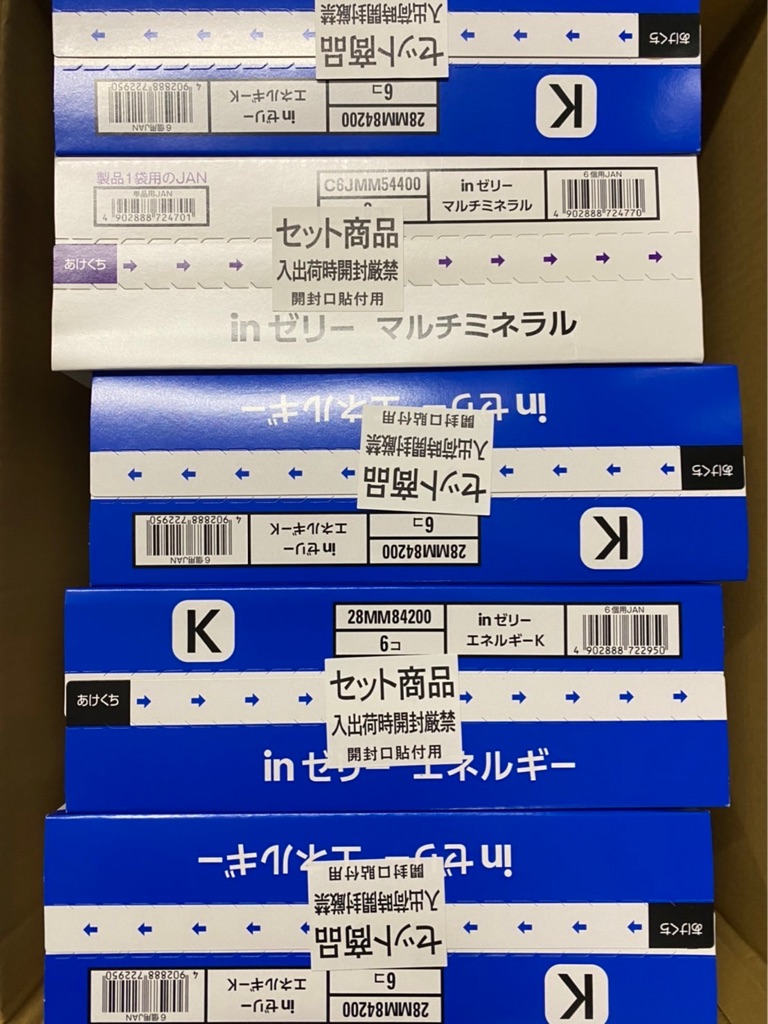 入出荷時開封厳禁
セット商品
あけくち
K
28MM84200
6コ
inゼリー
エネルギーK
6個用JAN
4 902888 722950
製品1袋用のJAN
単品用JAN
4 902888 724701
C6JMM54400
inゼリー
マルチミネラル
6個用JAN
4 902888 724770
あけくち
セット商品
入出荷時開封厳禁
開封口貼付用
inゼリー マルチミネラル
inゼリー エネルギー
開封口貼付用
入出荷時開封厳禁
セット商品
あけくち
K
28MM84200
6コ
inゼリー
エネルギーK
6個用JAN
4 902888 722950
K
28MM84200
6コ
inゼリー
エネルギーK
6個用JAN
4 902888 722950
あけくち
セット商品
入出荷時開封厳禁
開封口貼付用
inゼリー エネルギー
inゼリー エネルギー
開封口貼付用
入出荷時開封厳禁
セット商品
あけくち
K
28MM84200
6コ
inゼリー
エネルギーK
6個用JAN
4 902888 722950